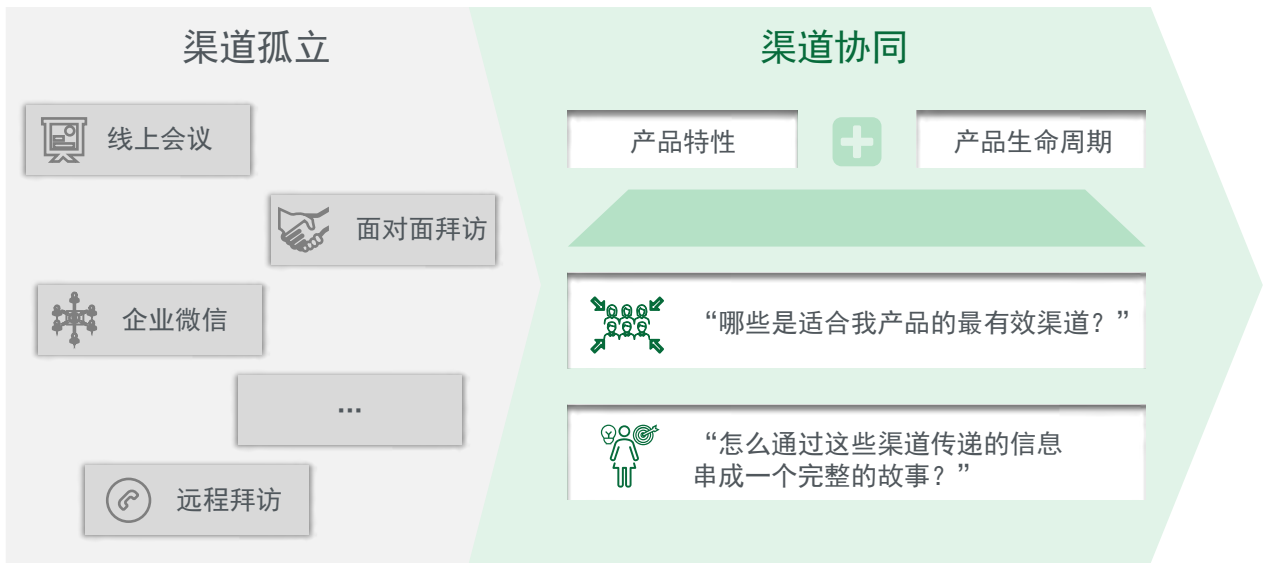 渠道孤立
线上会议
面对面拜访
企业微信
...
远程拜访
渠道协同
产品特性
产品生命周期
“哪些是适合我产品的最有效渠道？”
“怎么通过这些渠道传递的信息
串成一个完整的故事？”